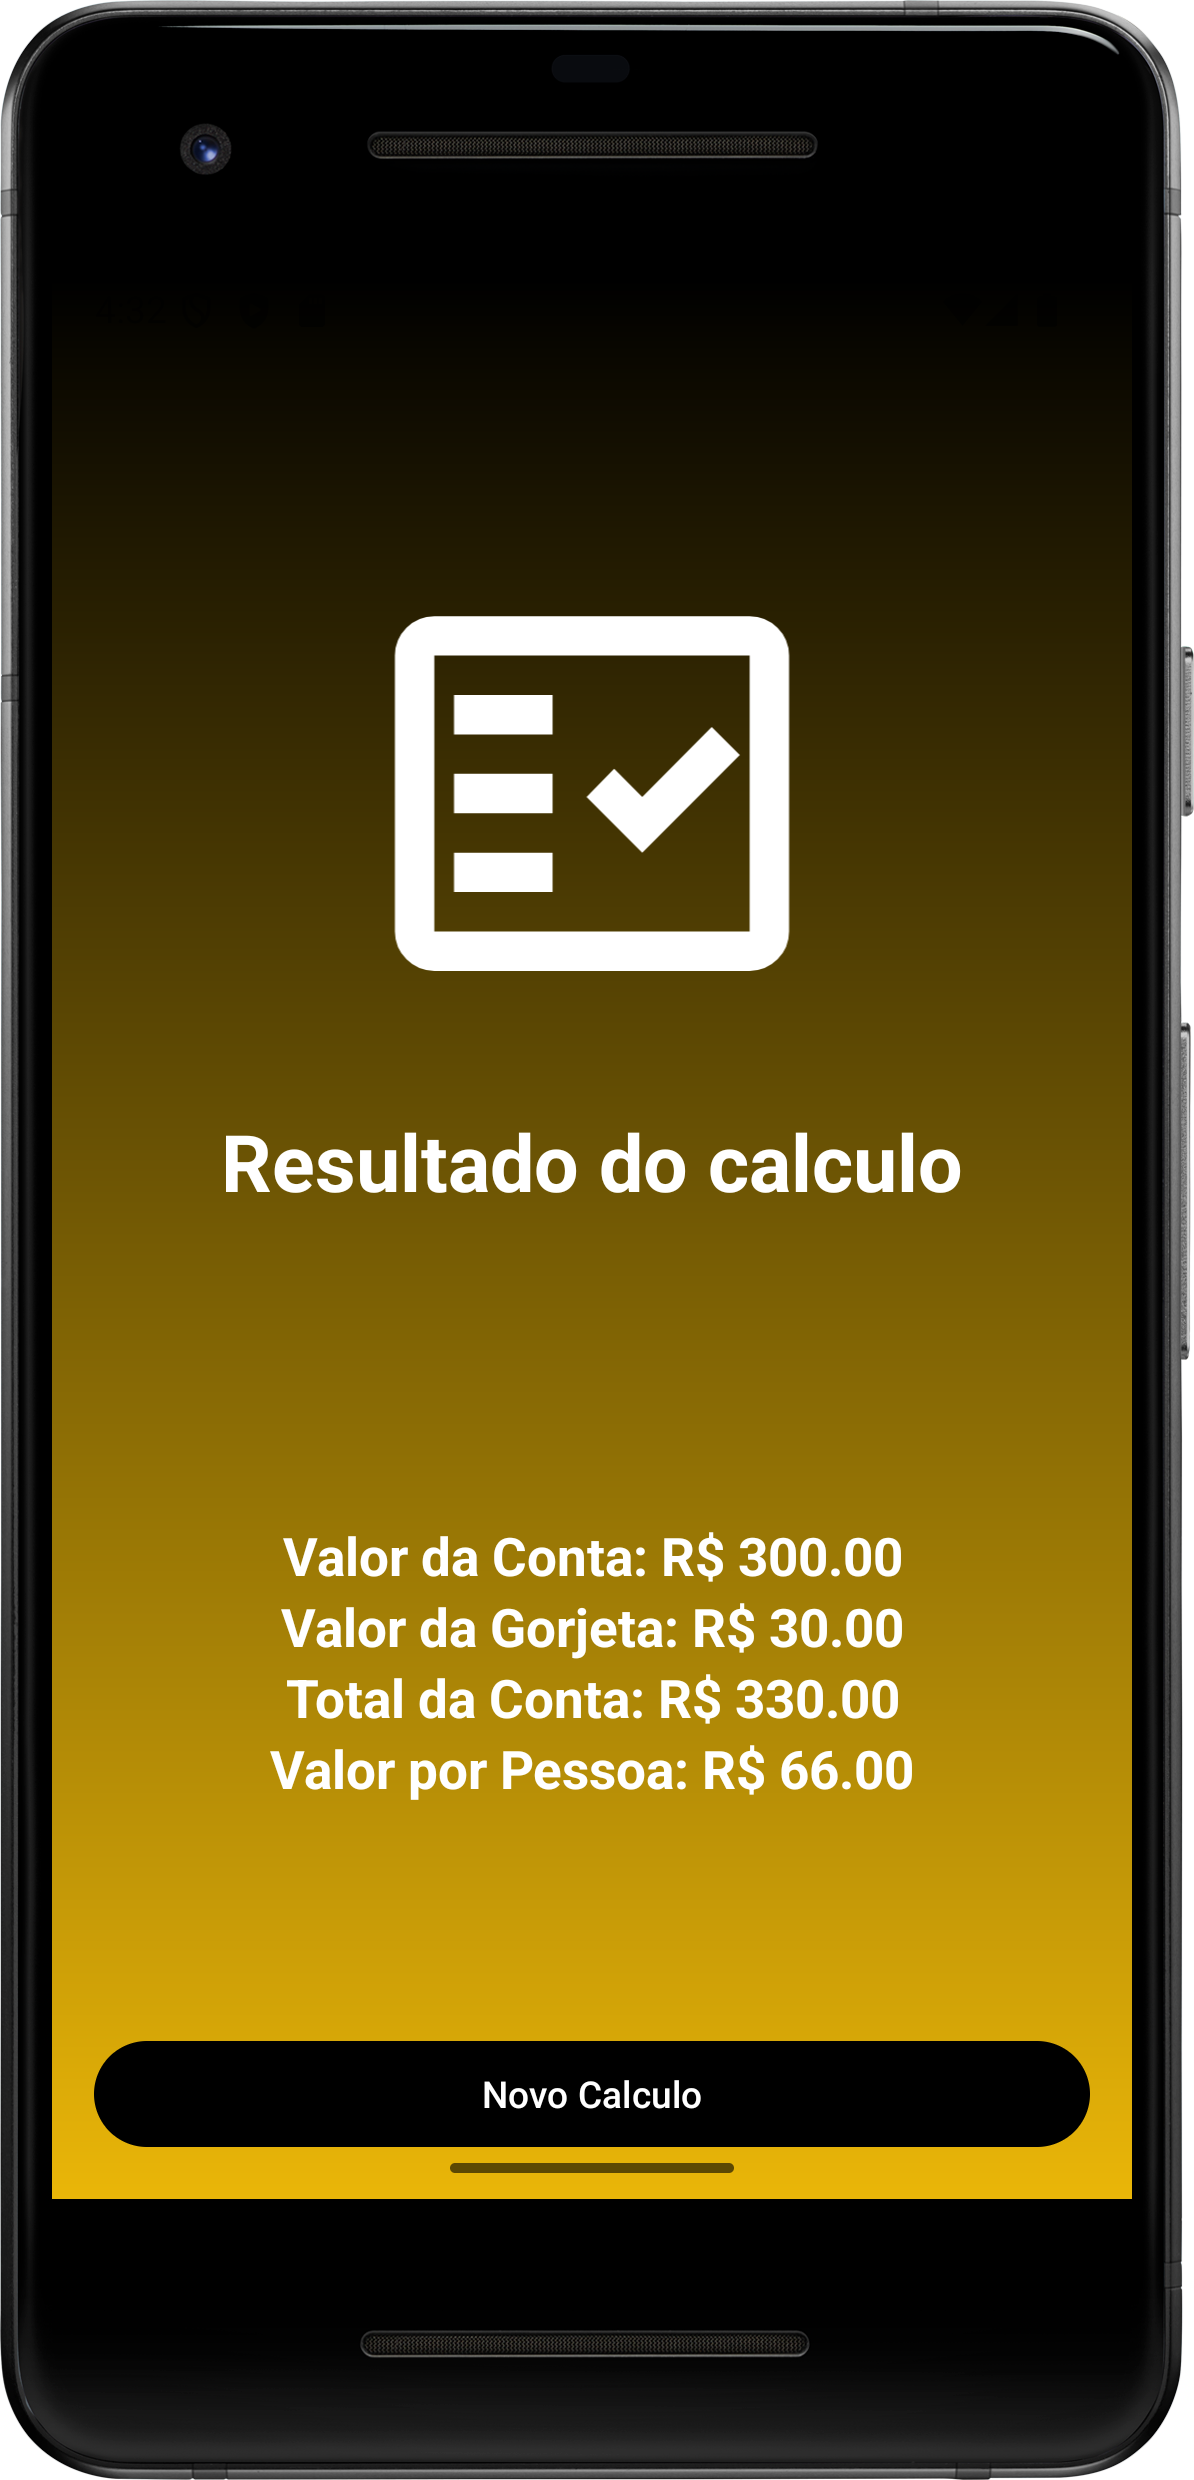 Resultado do calculo
Valor da Conta: R$ 300.00
Valor da Gorjeta: R$ 30.00
Total da Conta: R$ 330.00
Valor por Pessoa: R$ 66.00
Novo Calculo